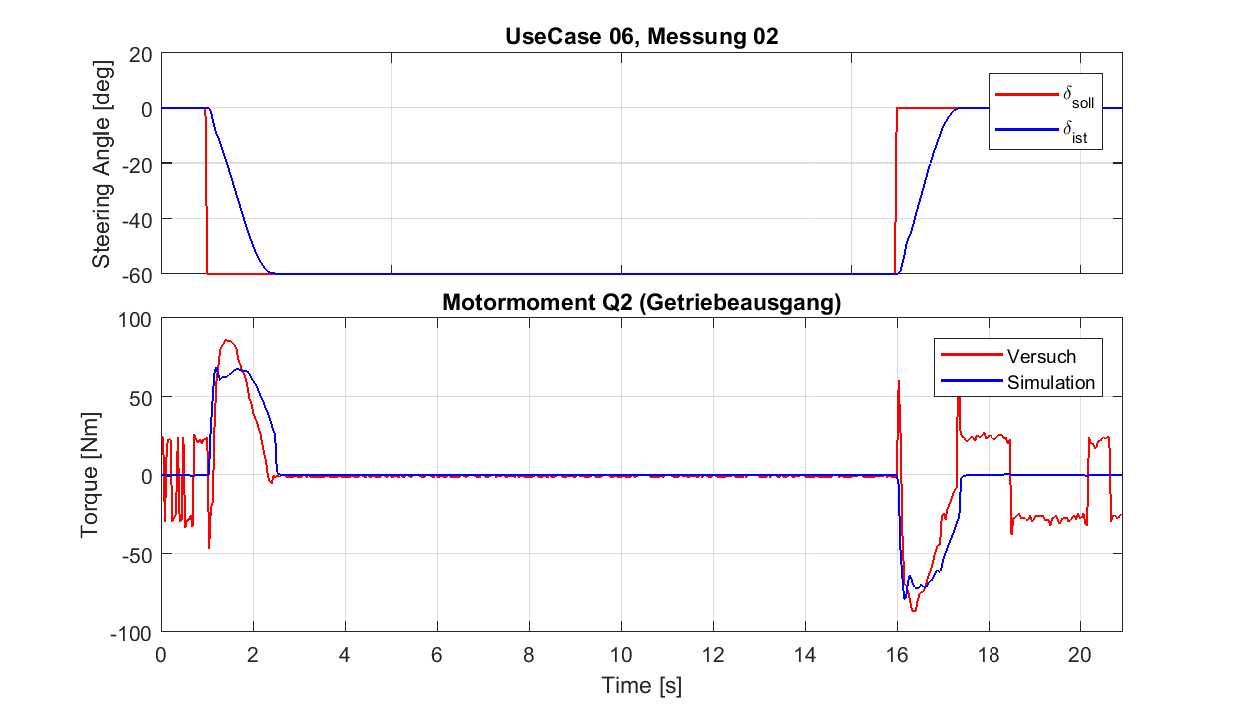 UseCase 06, Messung 02
Steering Angle [deg]
20
0
-20
-40
-60
δsoll
δist
Motormoment Q2 (Getriebeausgang)
Torque [Nm]
100
50
0
-50
-100
Versuch
Simulation
0 2 4 6 8 10 12 14 16 18 20
Time [s]